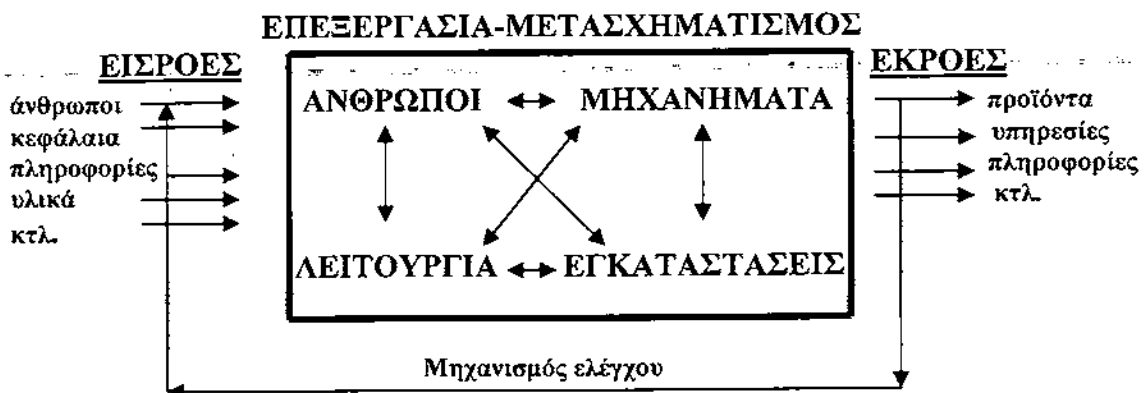 ΕΠΕΞΕΡΓΑΣΙΑ-ΜΕΤΑΣΧΗΜΑΤΙΣΜΟΣ
ΕΙΣΡΟΕΣ
άνθρωποι
κεφάλαια
πληροφορίες
υλικά
κτλ.
ΑΝΘΡΩΠΟΙ ΜΗΧΑΝΗΜΑΤΑ
ΛΕΙΤΟΥΡΓΙΑ ΕΓΚΑΤΑΣΤΑΣΕΙΣ
ΕΚΡΟΕΣ
προϊόντα
υπηρεσίες
πληροφορίες
κτλ.
Μηχανισμός ελέγχου